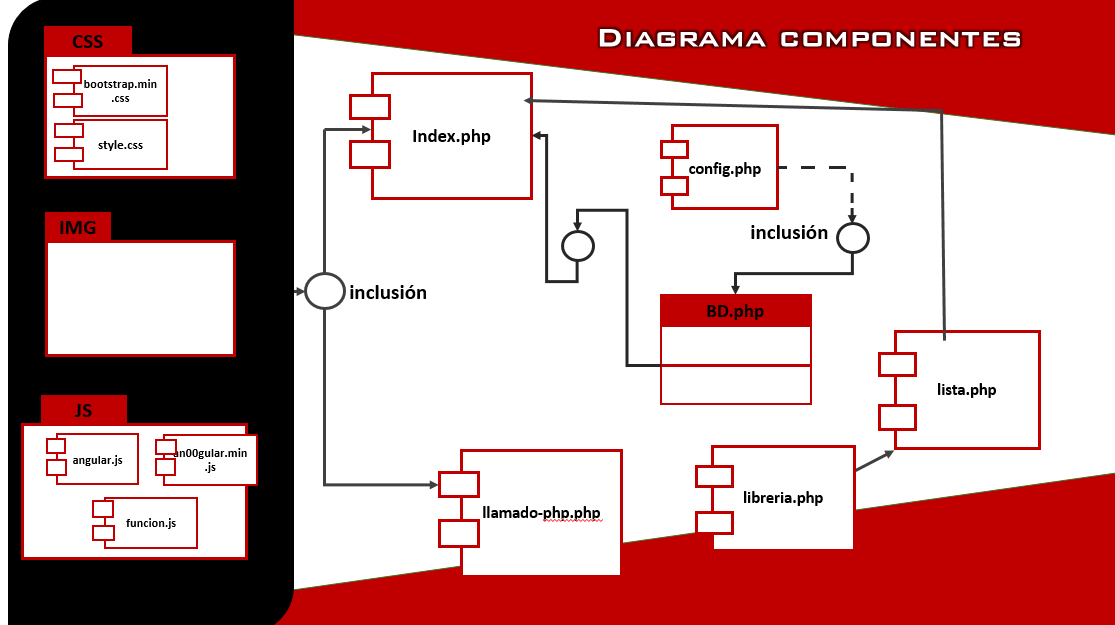 DIAGRAMA COMPONENTES
CSS
bootstrap.min
.css
style.css
IMG
JS
angular.js
an00gular.min
.js
funcion.js
inclusión
Index.php
config.php
inclusión
BD.php
lista.php
libreria.php
llamado-php.php